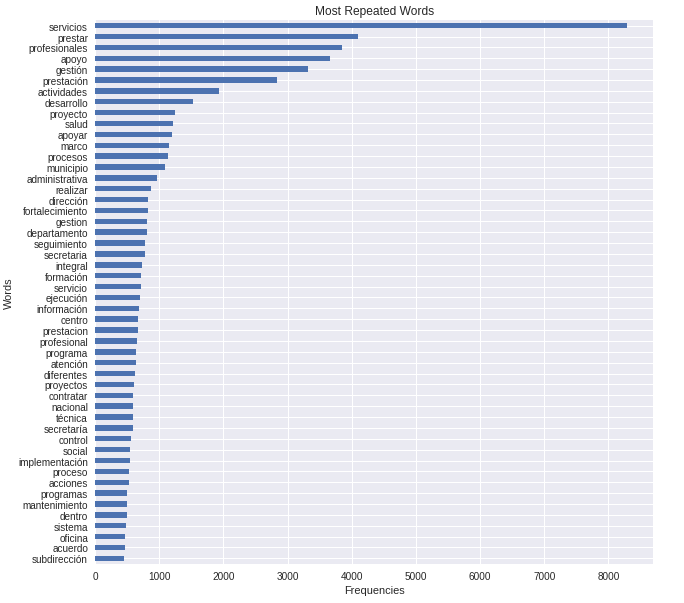 Most Repeated Words
servicios
prestar
profesionales
apoyo
gestión
prestación
actividades
desarrollo
proyecto
salud
apoyar
marco
procesos
municipio
administrativa
realizar
dirección
fortalecimiento
gestion
departamento
seguimiento
secretaria
integral
formación
servicio
ejecución
información
centro
prestacion
profesional
programa
atención
diferentes
proyectos
contratar
nacional
técnica
secretaría
control
social
implementación
proceso
acciones
programas
mantenimiento
dentro
sistema
oficina
acuerdo
subdirección
Words
0 1000 2000 3000 4000 5000 6000 7000 8000
Frequencies